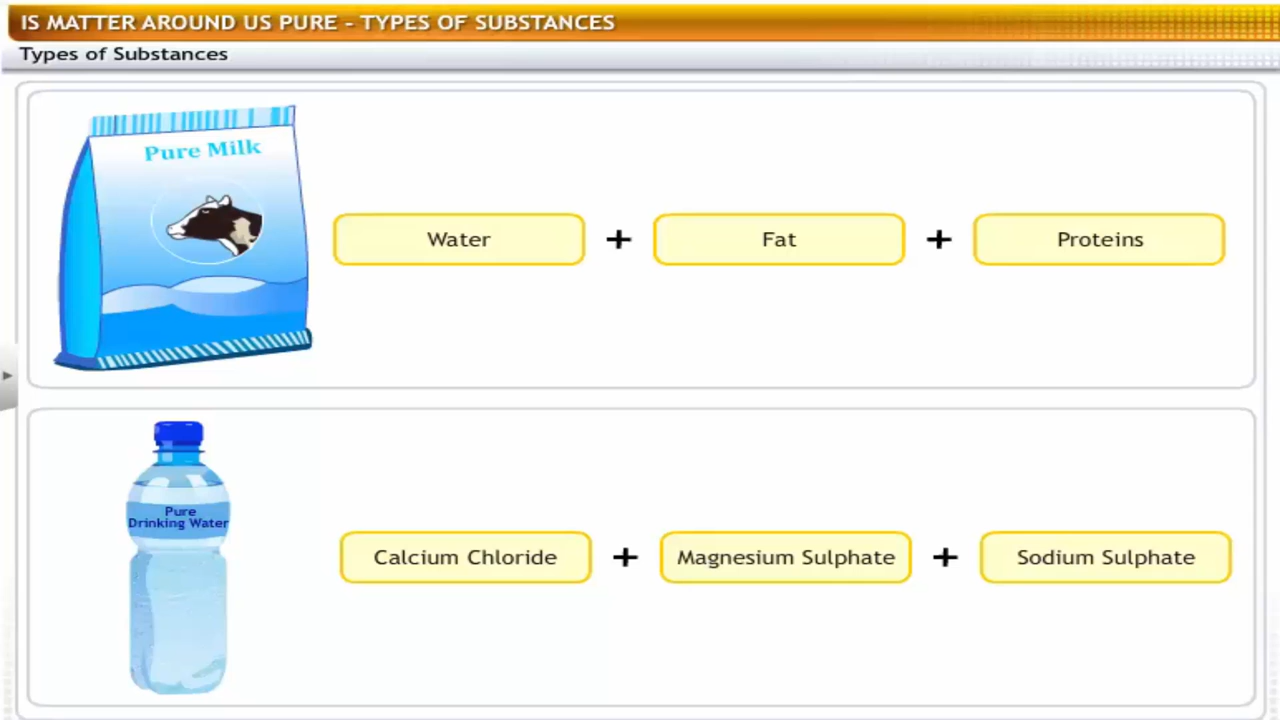 IS MATTER AROUND US PURE - TYPES OF SUBSTANCES
Types of Substances
Pure Milk
Water + Fat + Proteins
Pure
Drinking Water
Calcium Chloride + Magnesium Sulphate + Sodium Sulphate